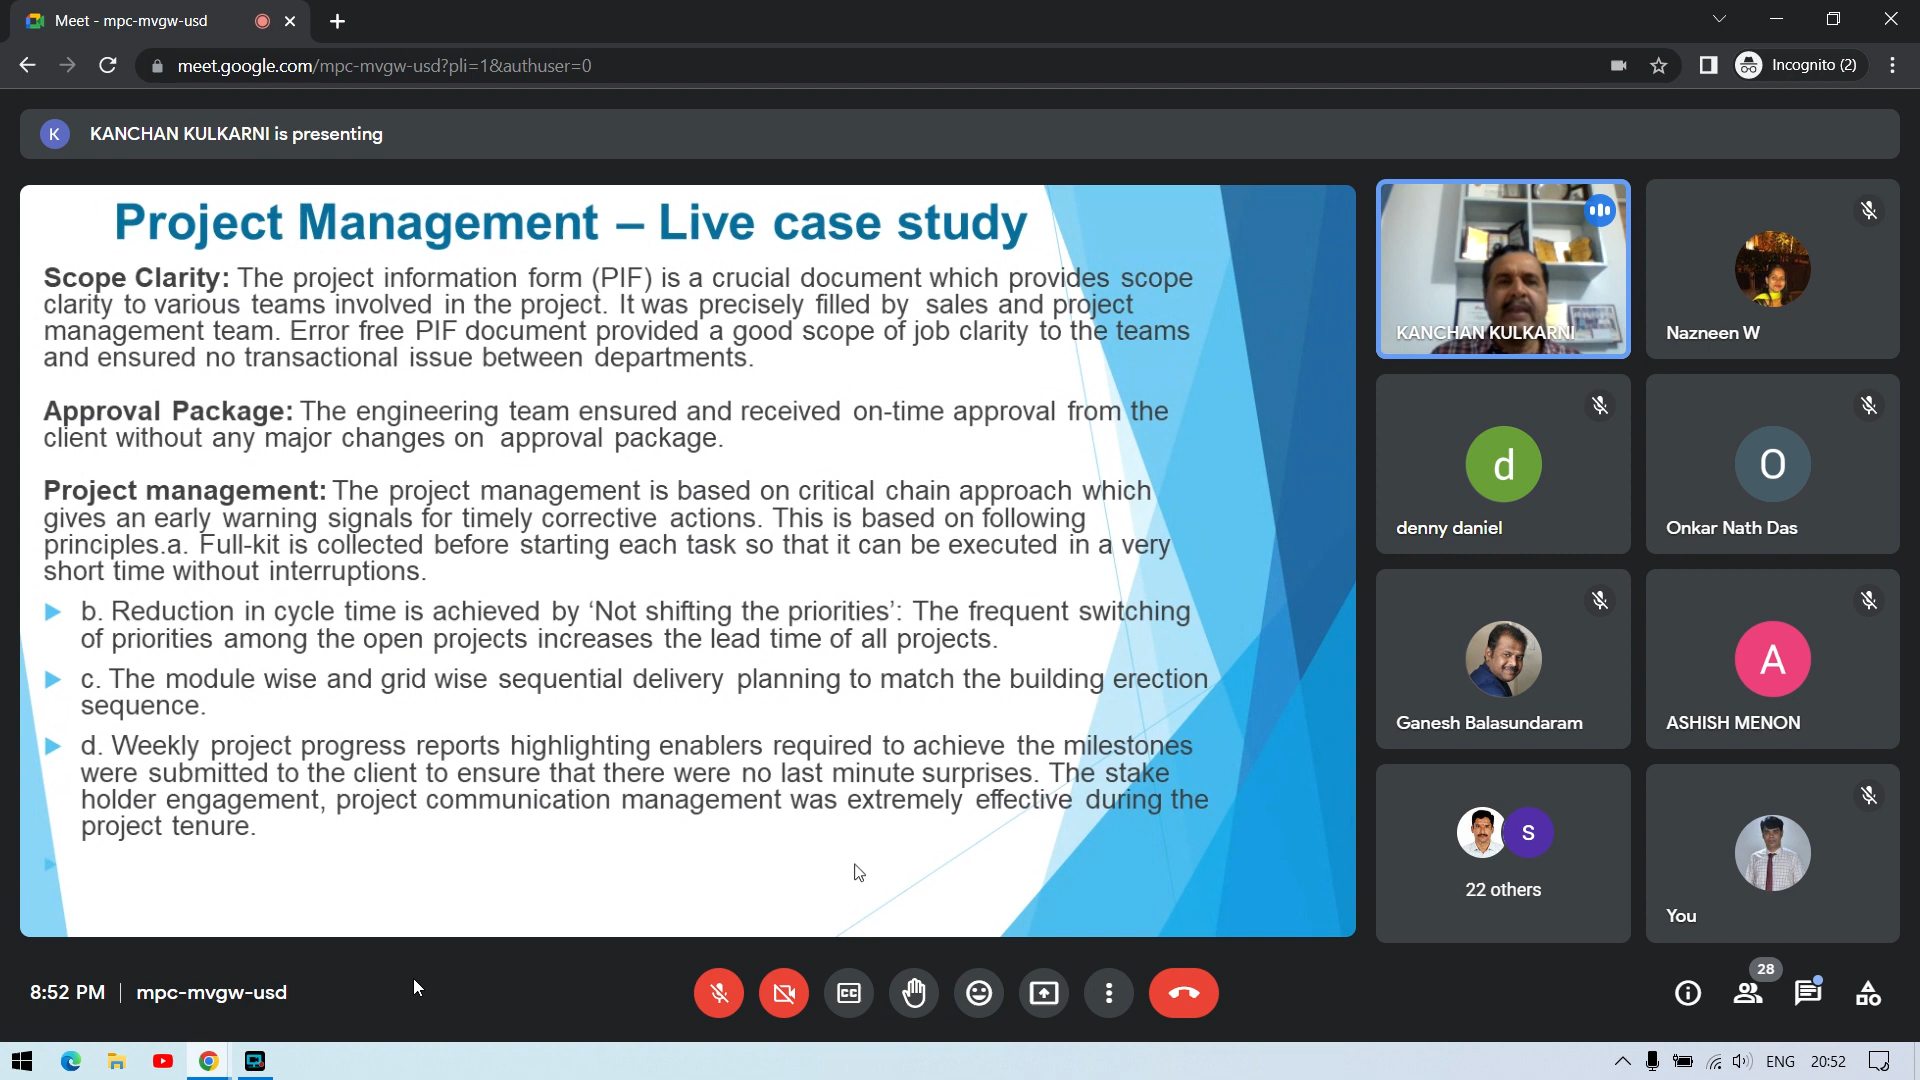 Meet - mpc-mvgw-usd
meet.google.com/mpc-mvgw-usd?pli=1&authuser=0
Incognito (2)
K
KANCHAN KULKARNI is presenting
Project Management – Live case study
Scope Clarity: The project information form (PIF) is a crucial document which provides scope
clarity to various teams involved in the project. It was precisely filled by sales and project
management team. Error free PIF document provided a good scope of job clarity to the teams
and ensured no transactional issue between departments.
Approval Package: The engineering team ensured and received on-time approval from the
client without any major changes on approval package.
Project management: The project management is based on critical chain approach which
gives an early warning signals for timely corrective actions. This is based on following
principles.a. Full-kit is collected before starting each task so that it can be executed in a very
short time without interruptions.
b. Reduction in cycle time is achieved by ‘Not shifting the priorities’: The frequent switching
of priorities among the open projects increases the lead time of all projects.
c. The module wise and grid wise sequential delivery planning to match the building erection
sequence.
d. Weekly project progress reports highlighting enablers required to achieve the milestones
were submitted to the client to ensure that there were no last minute surprises. The stake
holder engagement, project communication management was extremely effective during the
project tenure.
KANCHAN KULKARNI
Nazneen W
d
denny daniel
O
Onkar Nath Das
Ganesh Balasundaram
A
ASHISH MENON
S
22 others
You
8:52 PM | mpc-mvgw-usd
CC
28
ENG
20:52